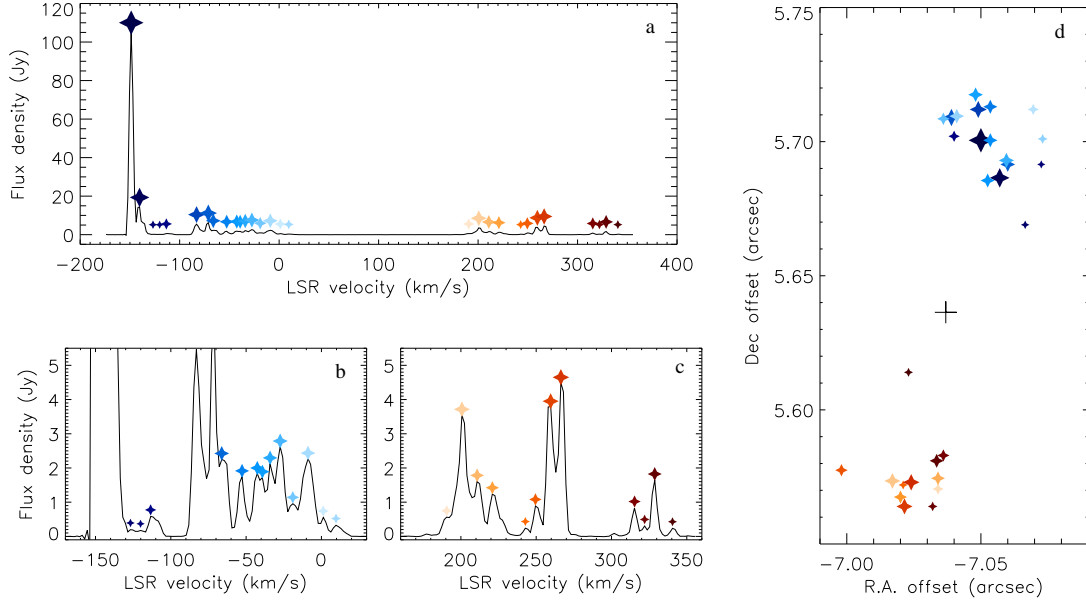 a
Flux density (Jy)
120
100
80
60
40
20
0
−200 −100 0 100 200 300 400
LSR velocity (km/s)
b
Flux density (Jy)
5
4
3
2
1
0
−150 −100 −50 0
LSR velocity (km/s)
c
5
4
3
2
1
0
200 250 300 350
LSR velocity (km/s)
d
Dec offset (arcsec)
5.75
5.70
5.65
5.60
−7.00 −7.05
R.A. offset (arcsec)